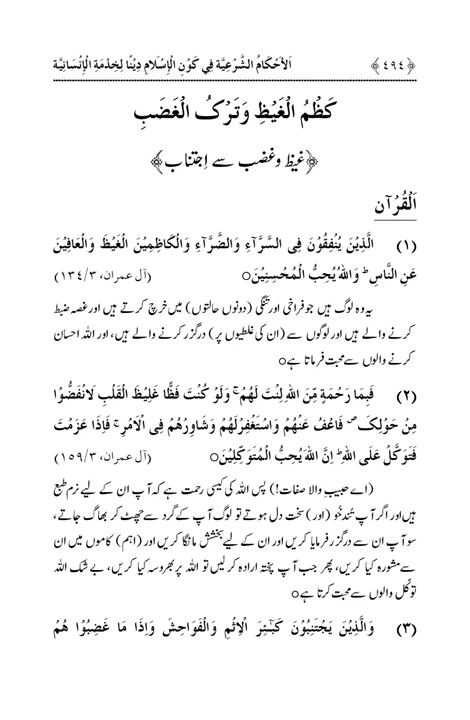 ﴿٤٩٤﴾ اَلْأَحْكَامُ الشَّرْعِيَّة فِي كَوْنِ الْإِسْلَامِ دِيْنًا لِخِدْمَةِ الْإِنْسَانِيَّة
كَظْمُ الْغَيْظِ وَتَرْكُ الْغَضَبِ
﴿غیظ وغضب سے اِجتناب﴾
اَلْقُرْآن
(١) الَّذِيْنَ يُنْفِقُوْنَ فِى السَّرَّآءِ وَالضَّرَّآءِ وَالْكَاظِمِيْنَ الْغَيْظَ وَالْعَافِيْنَ
عَنِ النَّاسِ ؕ وَاللهُ يُحِبُّ الْمُحْسِنِيْنَ○ (آل عمران، ٣/١٣٤)
یہ وہ لوگ ہیں جو فراخی اور تنگی (دونوں حالتوں) میں خرچ کرتے ہیں اور غصہ ضبط
کرنے والے ہیں اور لوگوں سے (ان کی غلطیوں پر) درگزر کرنے والے ہیں، اور اللہ احسان
کرنے والوں سے محبت فرماتا ہے○
(٢) فَبِمَا رَحْمَةٍ مِّنَ اللهِ لِنْتَ لَهُمْ ۚ وَلَوْ كُنْتَ فَظًّا غَلِيْظَ الْقَلْبِ لَانْفَضُّوْا
مِنْ حَوْلِكَ ص فَاعْفُ عَنْهُمْ وَاسْتَغْفِرْلَهُمْ وَشَاوِرْهُمْ فِى الْاَمْرِ ۚ فَاِذَا عَزَمْتَ
فَتَوَكَّلْ عَلَى اللهِ ؕ اِنَّ اللهَ يُحِبُّ الْمُتَوَكِّلِيْنَ○ (آل عمران، ٣/١٥٩)
(اے حبیبِ والا صفات!) پس اللہ کی کیسی رحمت ہے کہ آپ ان کے لیے نرم طبع
ہیں اور اگر آپ تُندخُو (اور) سخت دل ہوتے تو لوگ آپ کے گرد سے چھٹ کر بھاگ جاتے،
سو آپ ان سے درگزر فرمایا کریں اور ان کے لیے بخشش مانگا کریں اور (اہم) کاموں میں ان
سے مشورہ کیا کریں، پھر جب آپ پختہ ارادہ کر لیں تو اللہ پر بھروسہ کیا کریں، بے شک اللہ
توکّل والوں سے محبت کرتا ہے○
(٣) وَالَّذِيْنَ يَجْتَنِبُوْنَ كَبٰٓئِرَ الْاِثْمِ وَالْفَوَاحِشَ وَاِذَا مَا غَضِبُوْا هُمْ